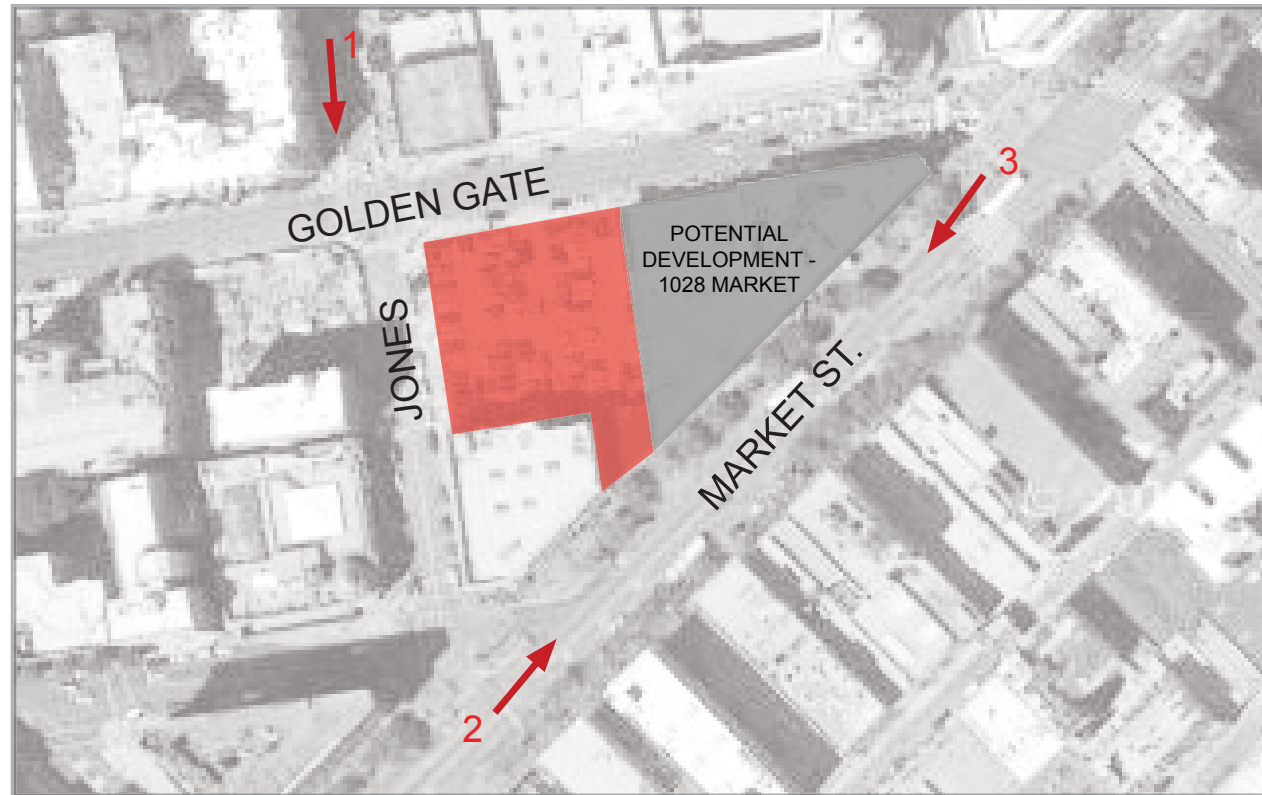 1
GOLDEN GATE
3
POTENTIAL
DEVELOPMENT -
1028 MARKET
JONES
MARKET ST.
2